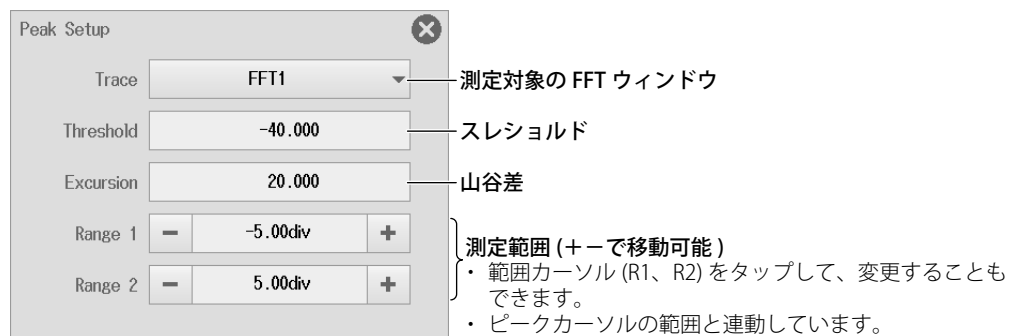 Peak Setup
Trace FFT1 測定対象の FFT ウィンドウ
Threshold -40.000 スレショルド
Excursion 20.000 山谷差
Range 1 − -5.00div +
Range 2 − 5.00div +
測定範囲 (+−で移動可能 )
・ 範囲カーソル (R1、R2) をタップして、変更することも
できます。
・ ピークカーソルの範囲と連動しています。